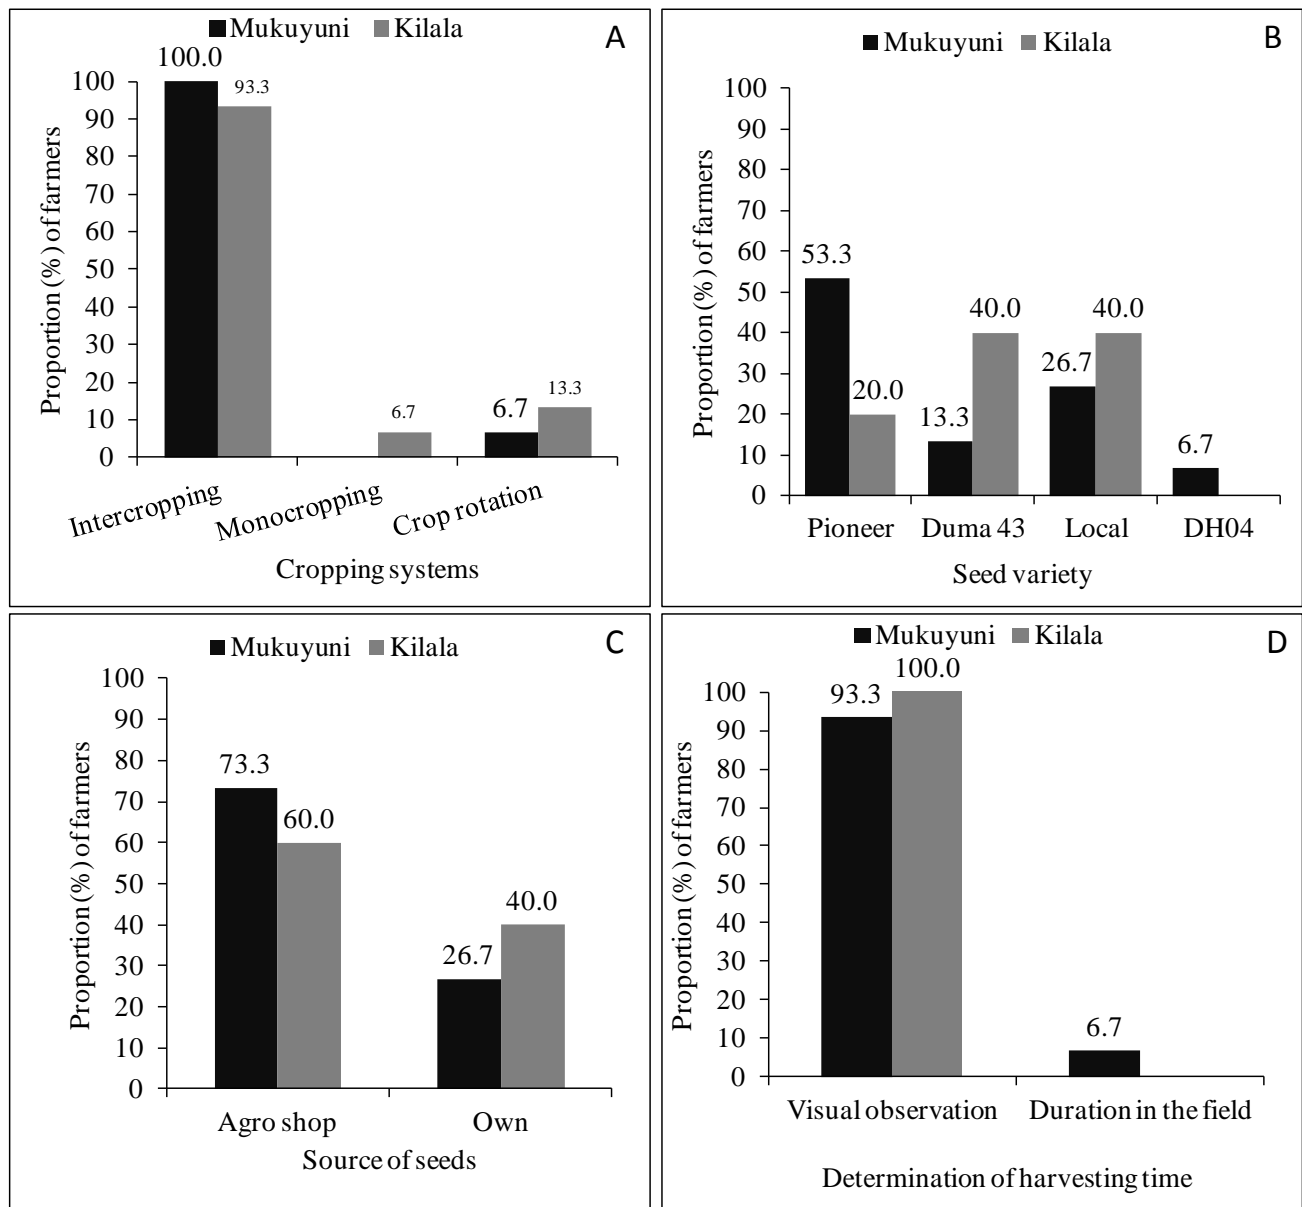 Mukuyuni Kilala
A
100.0
93.3
6.7
6.7
13.3
100
90
80
70
60
50
40
30
20
10
0
Proportion (%) of farmers
Intercropping
Monocropping
Crop rotation
Cropping systems
Mukuyuni Kilala
B
53.3
20.0
13.3
40.0
26.7
40.0
6.7
100
90
80
70
60
50
40
30
20
10
0
Proportion (%) of farmers
Pioneer Duma 43 Local DH04
Seed variety
Mukuyuni Kilala
C
73.3
60.0
26.7
40.0
100
90
80
70
60
50
40
30
20
10
0
Proportion (%) of farmers
Agro shop Own
Source of seeds
Mukuyuni Kilala
D
93.3
100.0
6.7
100
90
80
70
60
50
40
30
20
10
0
Proportion (%) of farmers
Visual observation Duration in the field
Determination of harvesting time